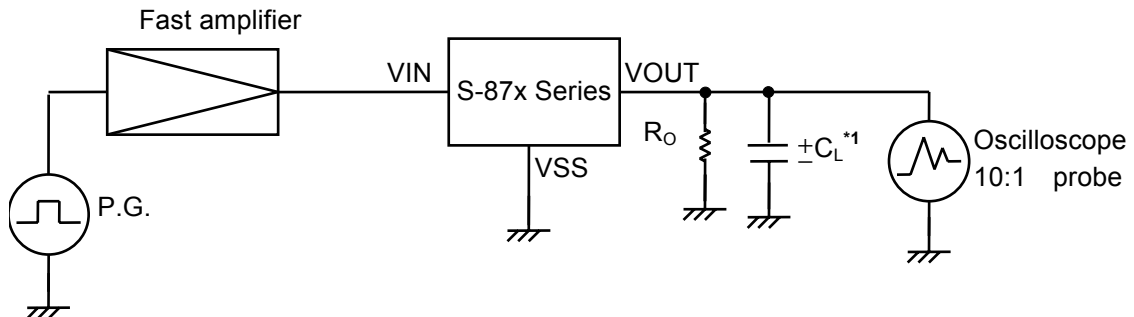 Fast amplifier
VIN
S-87x Series
VOUT
VSS
P.G.
RO
+
−
CL*1
Oscilloscope
10:1 probe